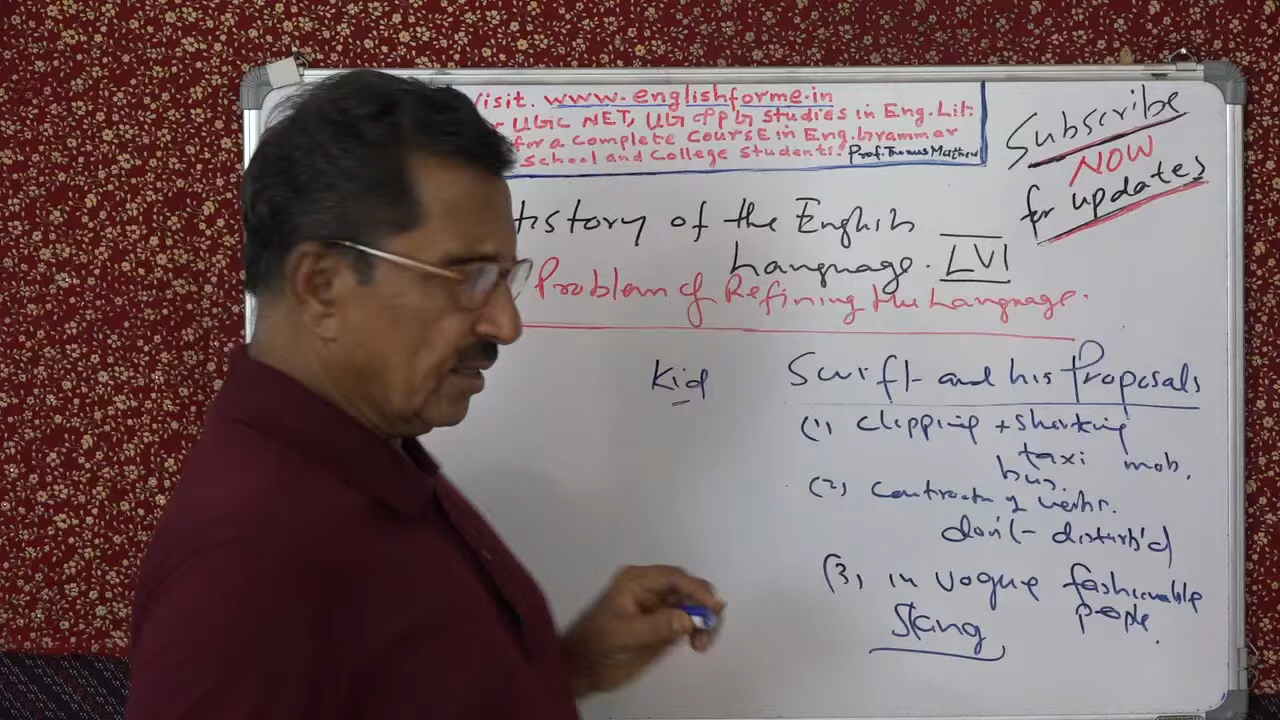 Visit. www.englishforme.in
UGC NET, UG & PG Studies in Eng. Lit:
for a Complete Course in Eng. Grammar
School and College Students. Prof. Thomas Mathew
Subscribe
NOW
for updates
History of the English
Language. LVI
Problem of Refining the Language.
Kid
Swift and his Proposals
(1) clipping + shortening
taxi mob.
bus.
(2) Contractn of verbs.
don't - disturb'd
(3) in vogue fashionable
people.
Slang